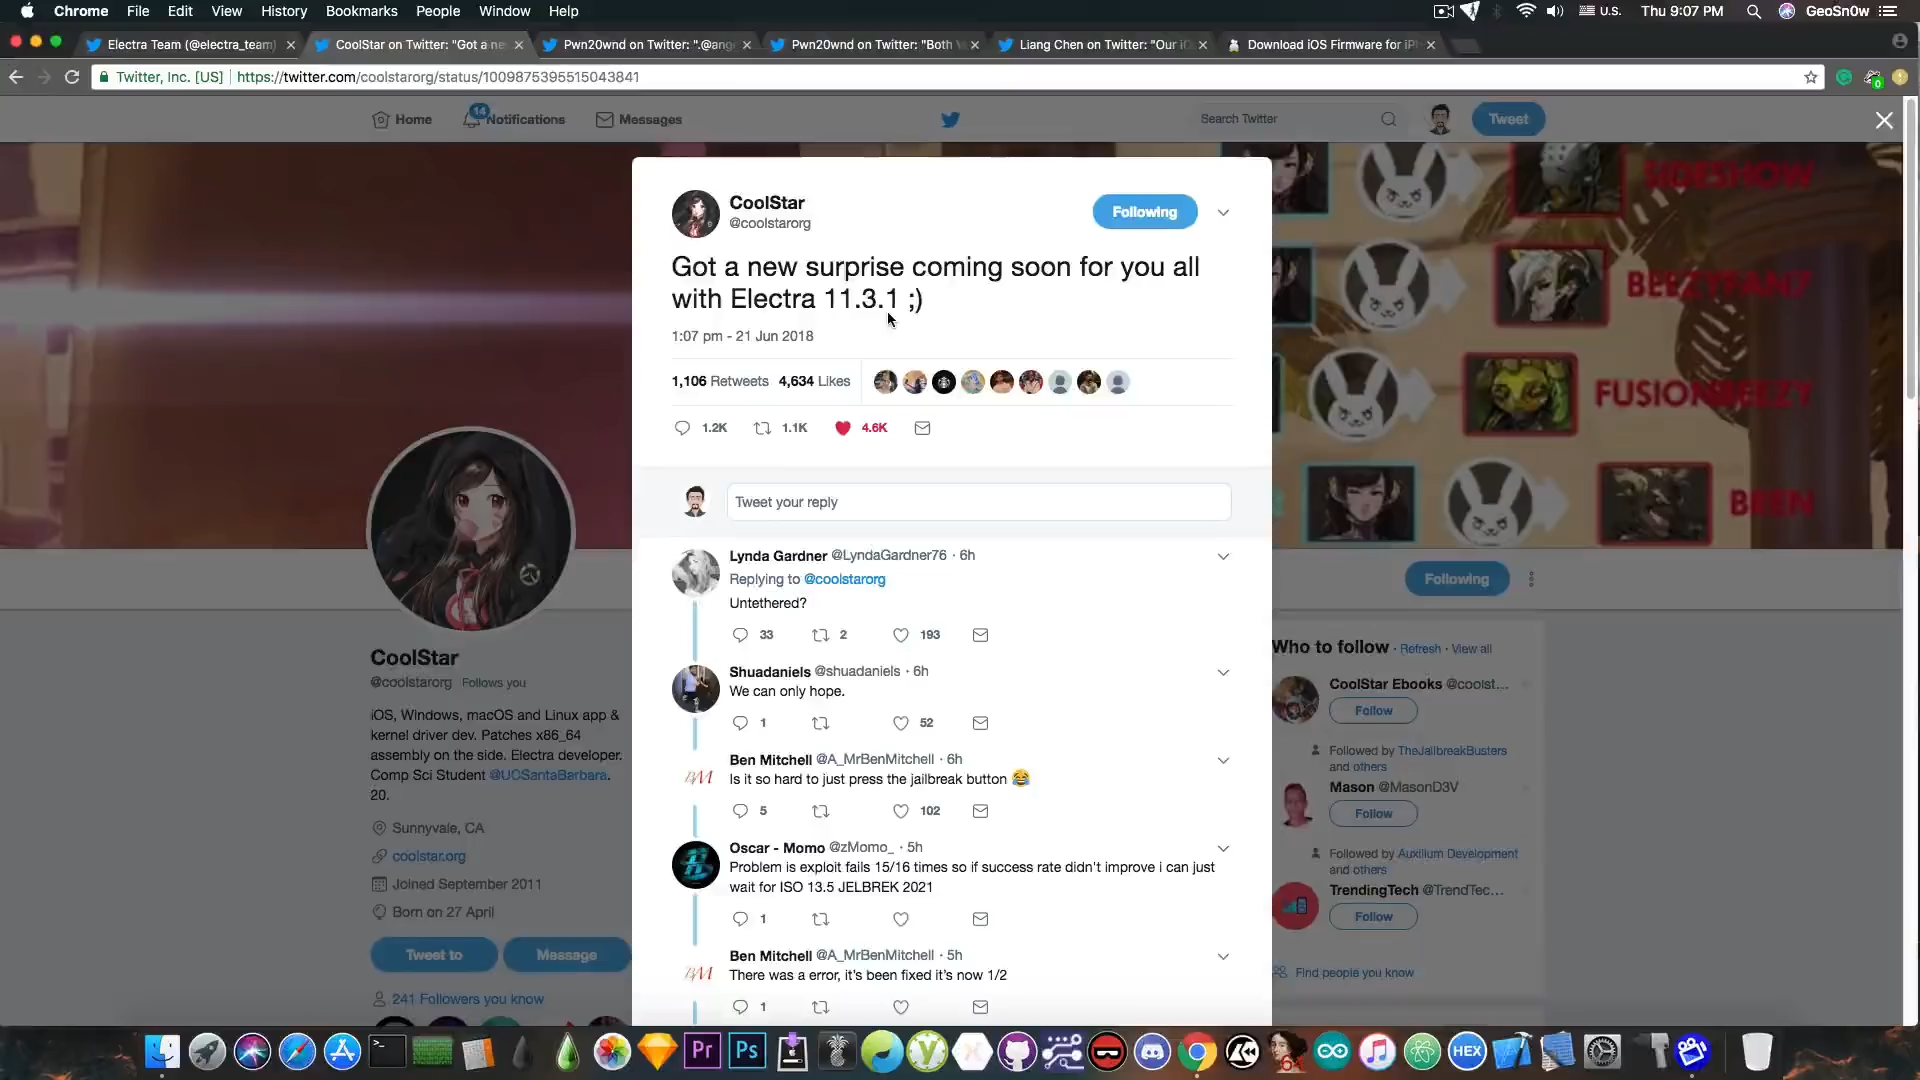 Chrome File Edit View History Bookmarks People Window Help
U.S. Thu 9:07 PM GeoSn0w
Electra Team (@electra_team)
CoolStar on Twitter: "Got a ne
Pwn20wnd on Twitter: ".@ang
Pwn20wnd on Twitter: "Both
Liang Chen on Twitter: "Our i
Download iOS Firmware for iP
Twitter, Inc. [US] https://twitter.com/coolstarorg/status/1009875395515043841
0
Home 14 Notifications Messages
Search Twitter
Tweet
CoolStar
@coolstarorg
Following
Got a new surprise coming soon for you all
with Electra 11.3.1 ;)
1:07 pm - 21 Jun 2018
1,106 Retweets 4,634 Likes
1.2K 1.1K 4.6K
Tweet your reply
Lynda Gardner @LyndaGardner76 · 6h
Replying to @coolstarorg
Untethered?
33 2 193
Shuadaniels @shuadaniels · 6h
We can only hope.
1 52
Ben Mitchell @A_MrBenMitchell · 6h
Is it so hard to just press the jailbreak button 😂
5 102
Oscar - Momo @zMomo_ · 5h
Problem is exploit fails 15/16 times so if success rate didn't improve i can just
wait for ISO 13.5 JELBREK 2021
1
Ben Mitchell @A_MrBenMitchell · 5h
There was a error, it's been fixed it's now 1/2
1
BM
BM
CoolStar
@coolstarorg Follows you
iOS, Windows, macOS and Linux app &
kernel driver dev. Patches x86_64
assembly on the side. Electra developer.
Comp Sci Student @UCSantaBarbara.
20.
Sunnyvale, CA
coolstar.org
Joined September 2011
Born on 27 April
Tweet to Message
241 Followers you know
SIDESHOW
BEEZYFAN7
FUSIONBEEZY
BREN
Following
Who to follow · Refresh · View all
CoolStar Ebooks @coolst...
Follow
Followed by TheJailbreakBusters
and others
Mason @MasonD3V
Follow
Followed by Auxilium Development
and others
TrendingTech @TrendTec...
Follow
Find people you know
Pr Ps HEX 64